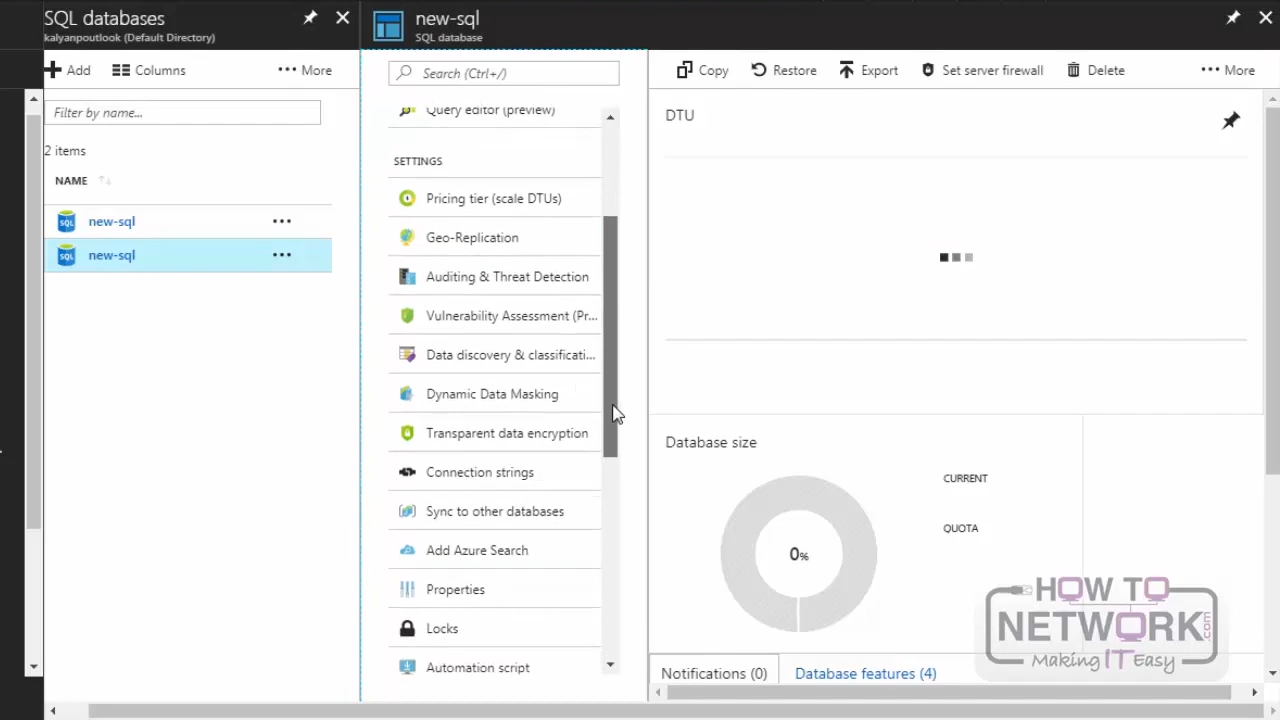 SQL databases
kalyanpoutlook (Default Directory)
Add
Columns
More
Filter by name...
2 items
NAME
SQL new-sql
SQL new-sql
new-sql
SQL database
Search (Ctrl+/)
Query editor (preview)
SETTINGS
Pricing tier (scale DTUs)
Geo-Replication
Auditing & Threat Detection
Vulnerability Assessment (Pr...
Data discovery & classificati...
Dynamic Data Masking
Transparent data encryption
Connection strings
Sync to other databases
Add Azure Search
Properties
Locks
Automation script
Copy
Restore
Export
Set server firewall
Delete
More
DTU
Database size
0%
CURRENT
QUOTA
Notifications (0)
Database features (4)
HOW TO
NETWORK.com
Making IT Easy